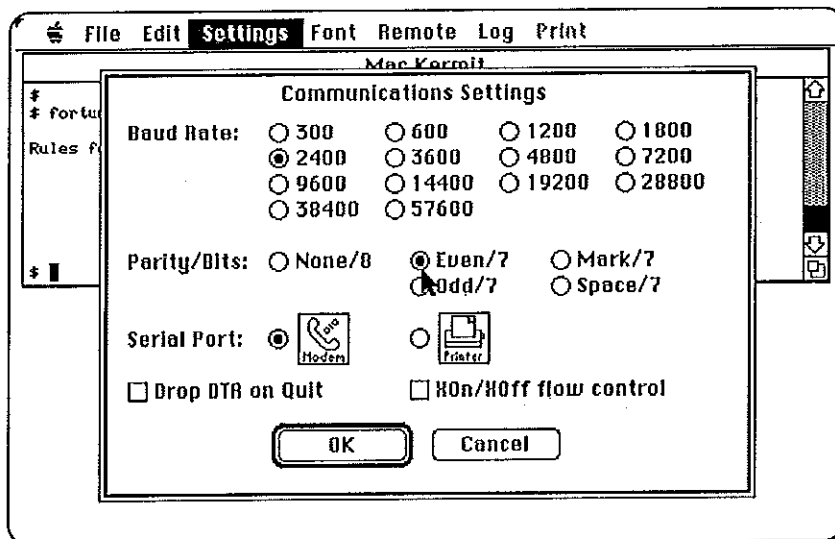 File Edit Settings Font Remote Log Print
Mac Kermit
#
# fortu
Rules f
# 
Communications Settings
Baud Rate: 300 600 1200 1800
2400 3600 4800 7200
9600 14400 19200 28800
38400 57600
Parity/Bits: None/8 Even/7 Mark/7
Odd/7 Space/7
Serial Port: Modem Printer
Drop DTR on Quit XOn/XOff flow control
OK Cancel